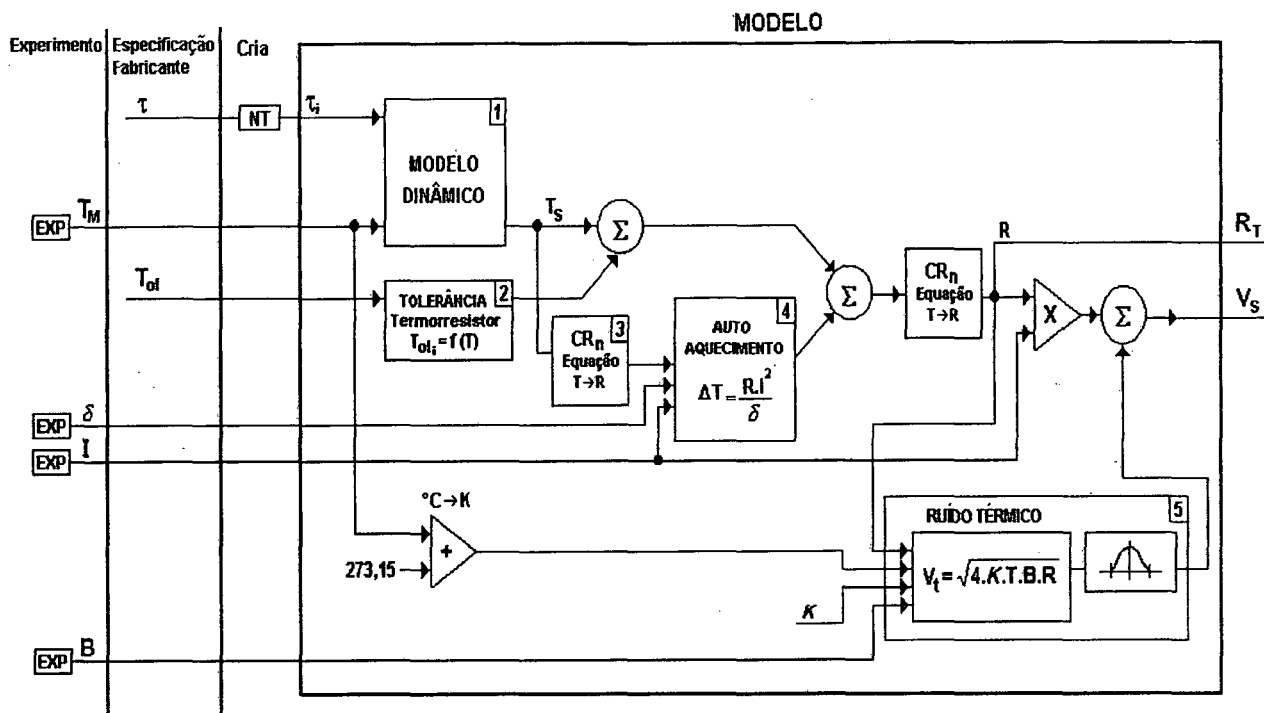 MODELO
Experimento
Especificação
Fabricante
Cria
τ
NT
τi
1
MODELO
DINÂMICO
EXP
TM
TS
Σ
Tol
2
TOLERÂNCIA
Termorresistor
Toli = f (T)
3
CRn
Equação
T→R
4
AUTO
AQUECIMENTO
ΔT = R.I²
δ
Σ
CRn
Equação
T→R
R
RT
X
Σ
VS
EXP
δ
EXP
I
°C→K
+
273,15
5
RUÍDO TÉRMICO
Vt = √4.K.T.B.R
K
EXP
B